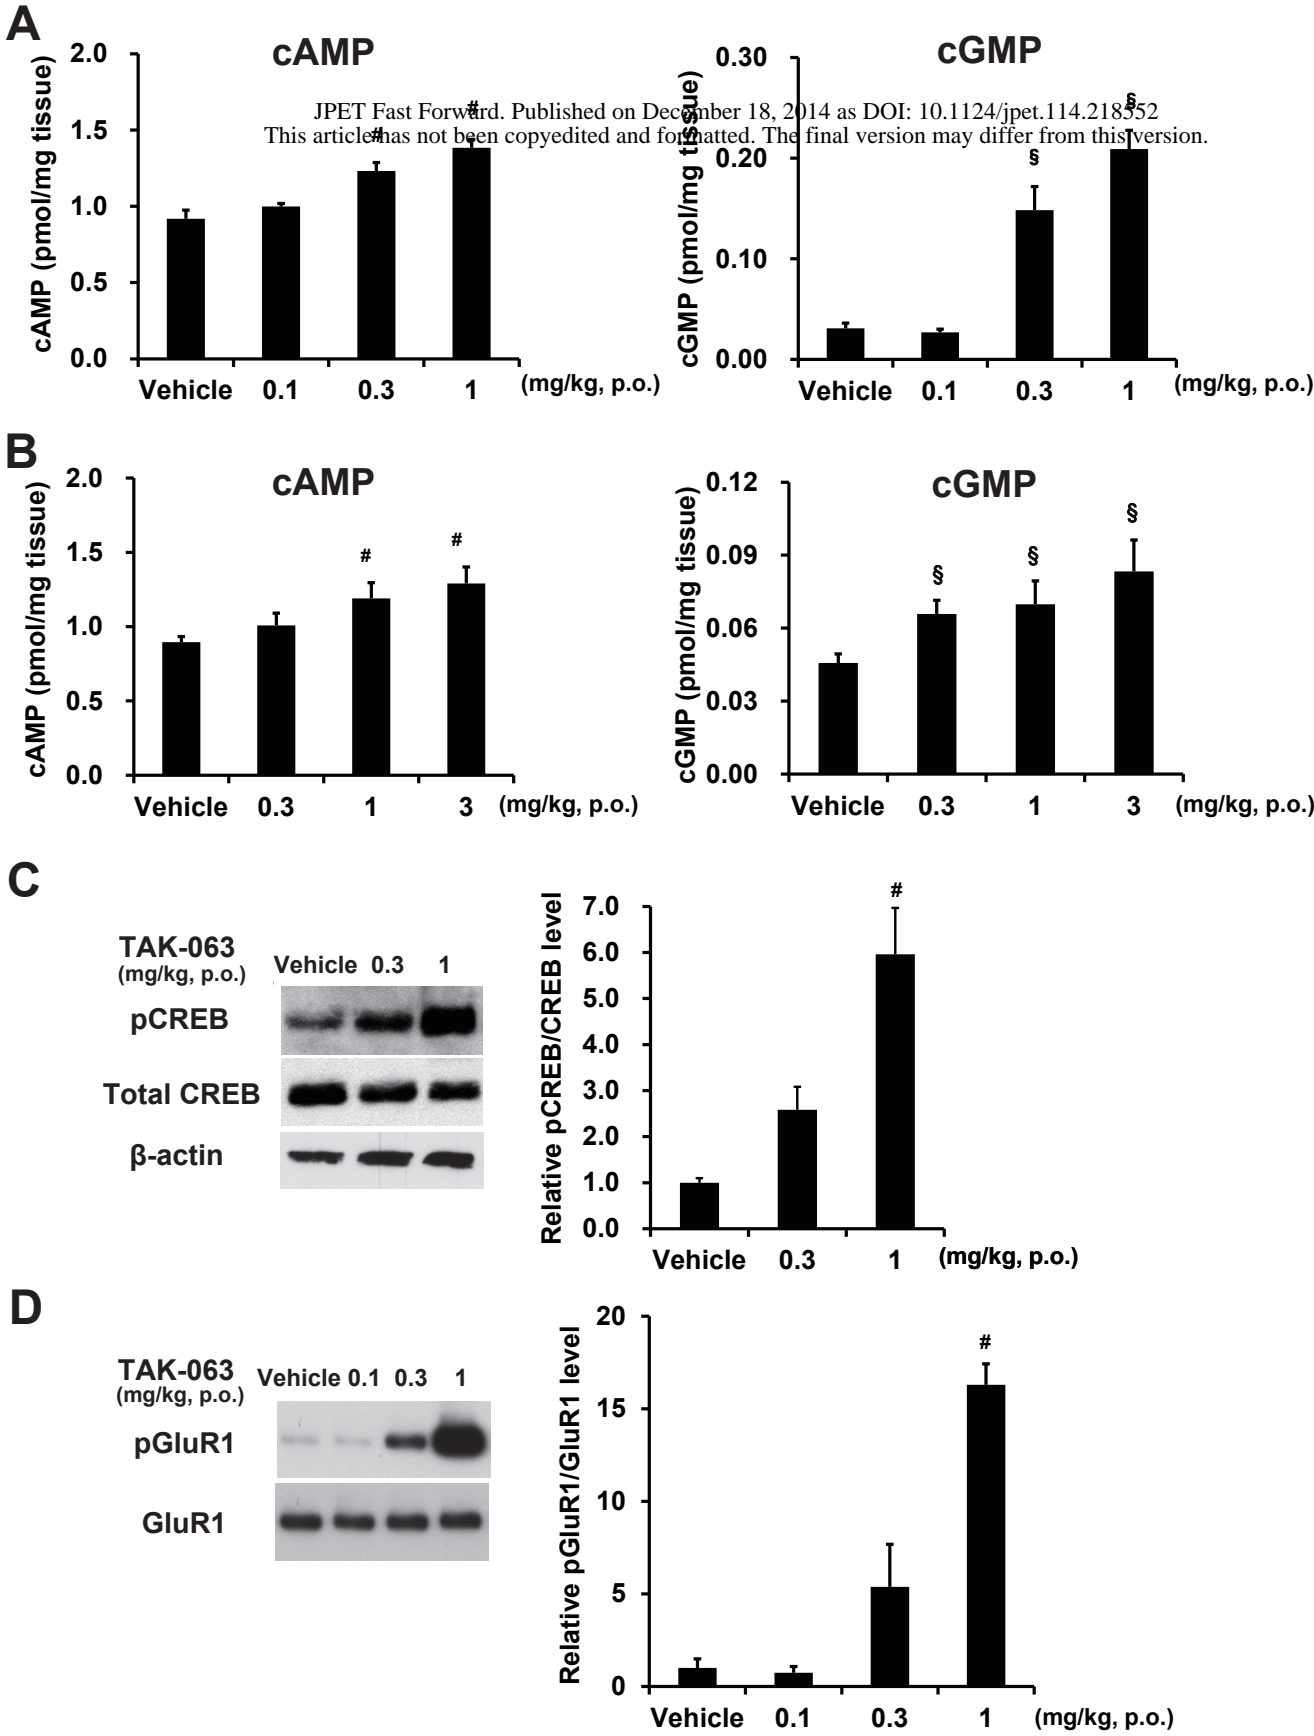 A
cAMP
cAMP (pmol/mg tissue)
2.0
1.5
1.0
0.5
0.0
#
#
Vehicle 0.1 0.3 1 (mg/kg, p.o.)
cGMP
cGMP (pmol/mg tissue)
0.30
0.20
0.10
0.00
§
§
Vehicle 0.1 0.3 1 (mg/kg, p.o.)
JPET Fast Forward. Published on December 18, 2014 as DOI: 10.1124/jpet.114.218552
This article has not been copyedited and formatted. The final version may differ from this version.
B
cAMP
cAMP (pmol/mg tissue)
2.0
1.5
1.0
0.5
0.0
#
#
Vehicle 0.3 1 3 (mg/kg, p.o.)
cGMP
cGMP (pmol/mg tissue)
0.12
0.09
0.06
0.03
0.00
§
§
§
Vehicle 0.3 1 3 (mg/kg, p.o.)
C
TAK-063
(mg/kg, p.o.)
Vehicle 0.3 1
pCREB
Total CREB
β-actin
Relative pCREB/CREB level
7.0
6.0
5.0
4.0
3.0
2.0
1.0
0.0
#
Vehicle 0.3 1 (mg/kg, p.o.)
D
TAK-063
(mg/kg, p.o.)
Vehicle 0.1 0.3 1
pGluR1
GluR1
Relative pGluR1/GluR1 level
20
15
10
5
0
#
Vehicle 0.1 0.3 1 (mg/kg, p.o.)